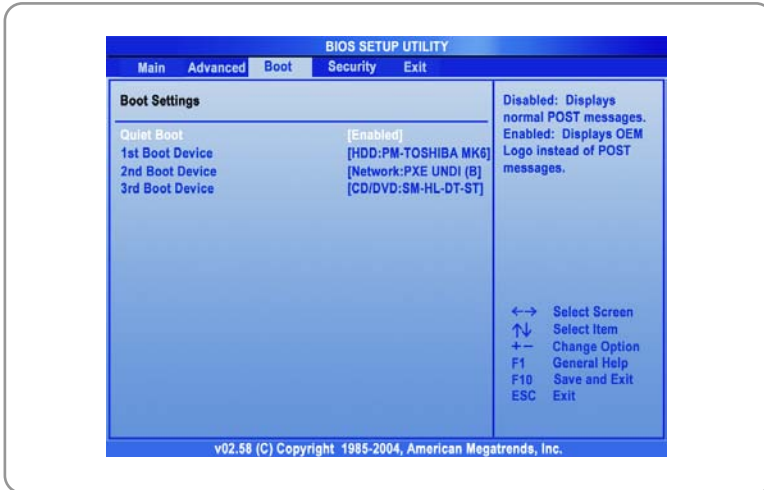 BIOS SETUP UTILITY
Main Advanced Boot Security Exit
Boot Settings
Quiet Boot [Enabled]
1st Boot Device [HDD:PM-TOSHIBA MK6]
2nd Boot Device [Network:PXE UNDI (B]
3rd Boot Device [CD/DVD:SM-HL-DT-ST]
Disabled: Displays
normal POST messages.
Enabled: Displays OEM
Logo instead of POST
messages.
←→ Select Screen
↑↓ Select Item
+− Change Option
F1 General Help
F10 Save and Exit
ESC Exit
v02.58 (C) Copyright 1985-2004, American Megatrends, Inc.